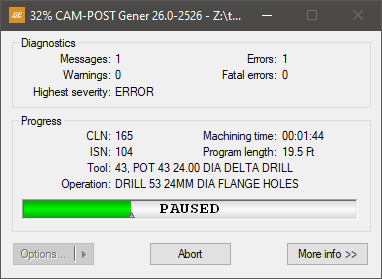 32% CAM-POST Gener 26.0-2526 - Z:\t...
Diagnostics
Messages: 1 Errors: 1
Warnings: 0 Fatal errors: 0
Highest severity: ERROR
Progress
CLN: 165 Machining time: 00:01:44
ISN: 104 Program length: 19.5 Ft
Tool: 43, POT 43 24.00 DIA DELTA DRILL
Operation: DRILL 53 24MM DIA FLANGE HOLES
PAUSED
Options... Abort More info >>